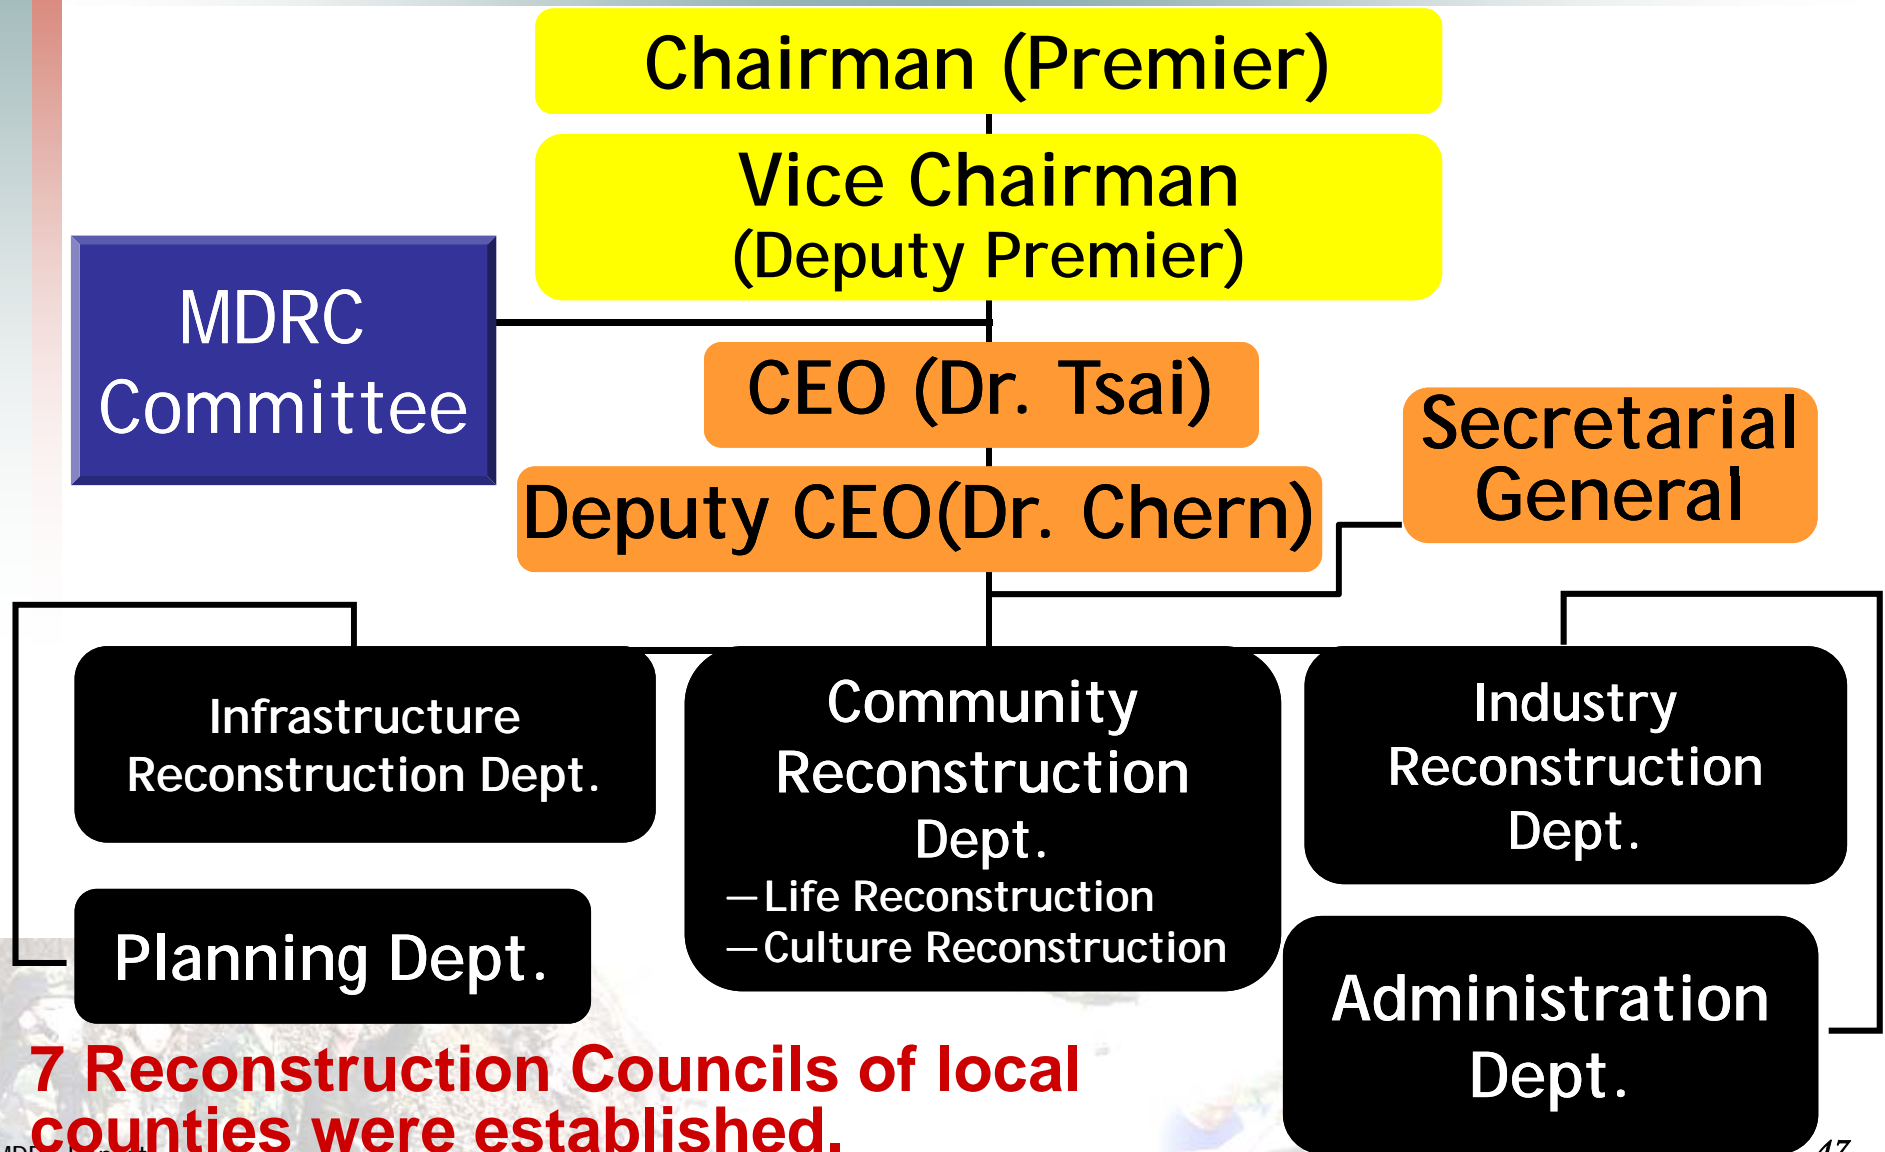 Chairman (Premier)
Vice Chairman
(Deputy Premier)
MDRC
Committee
CEO (Dr. Tsai)
Deputy CEO(Dr. Chern)
Secretarial
General
Infrastructure
Reconstruction Dept.
Community
Reconstruction
Dept.
—Life Reconstruction
—Culture Reconstruction
Industry
Reconstruction
Dept.
Planning Dept.
Administration
Dept.
7 Reconstruction Councils of local
counties were established.
47